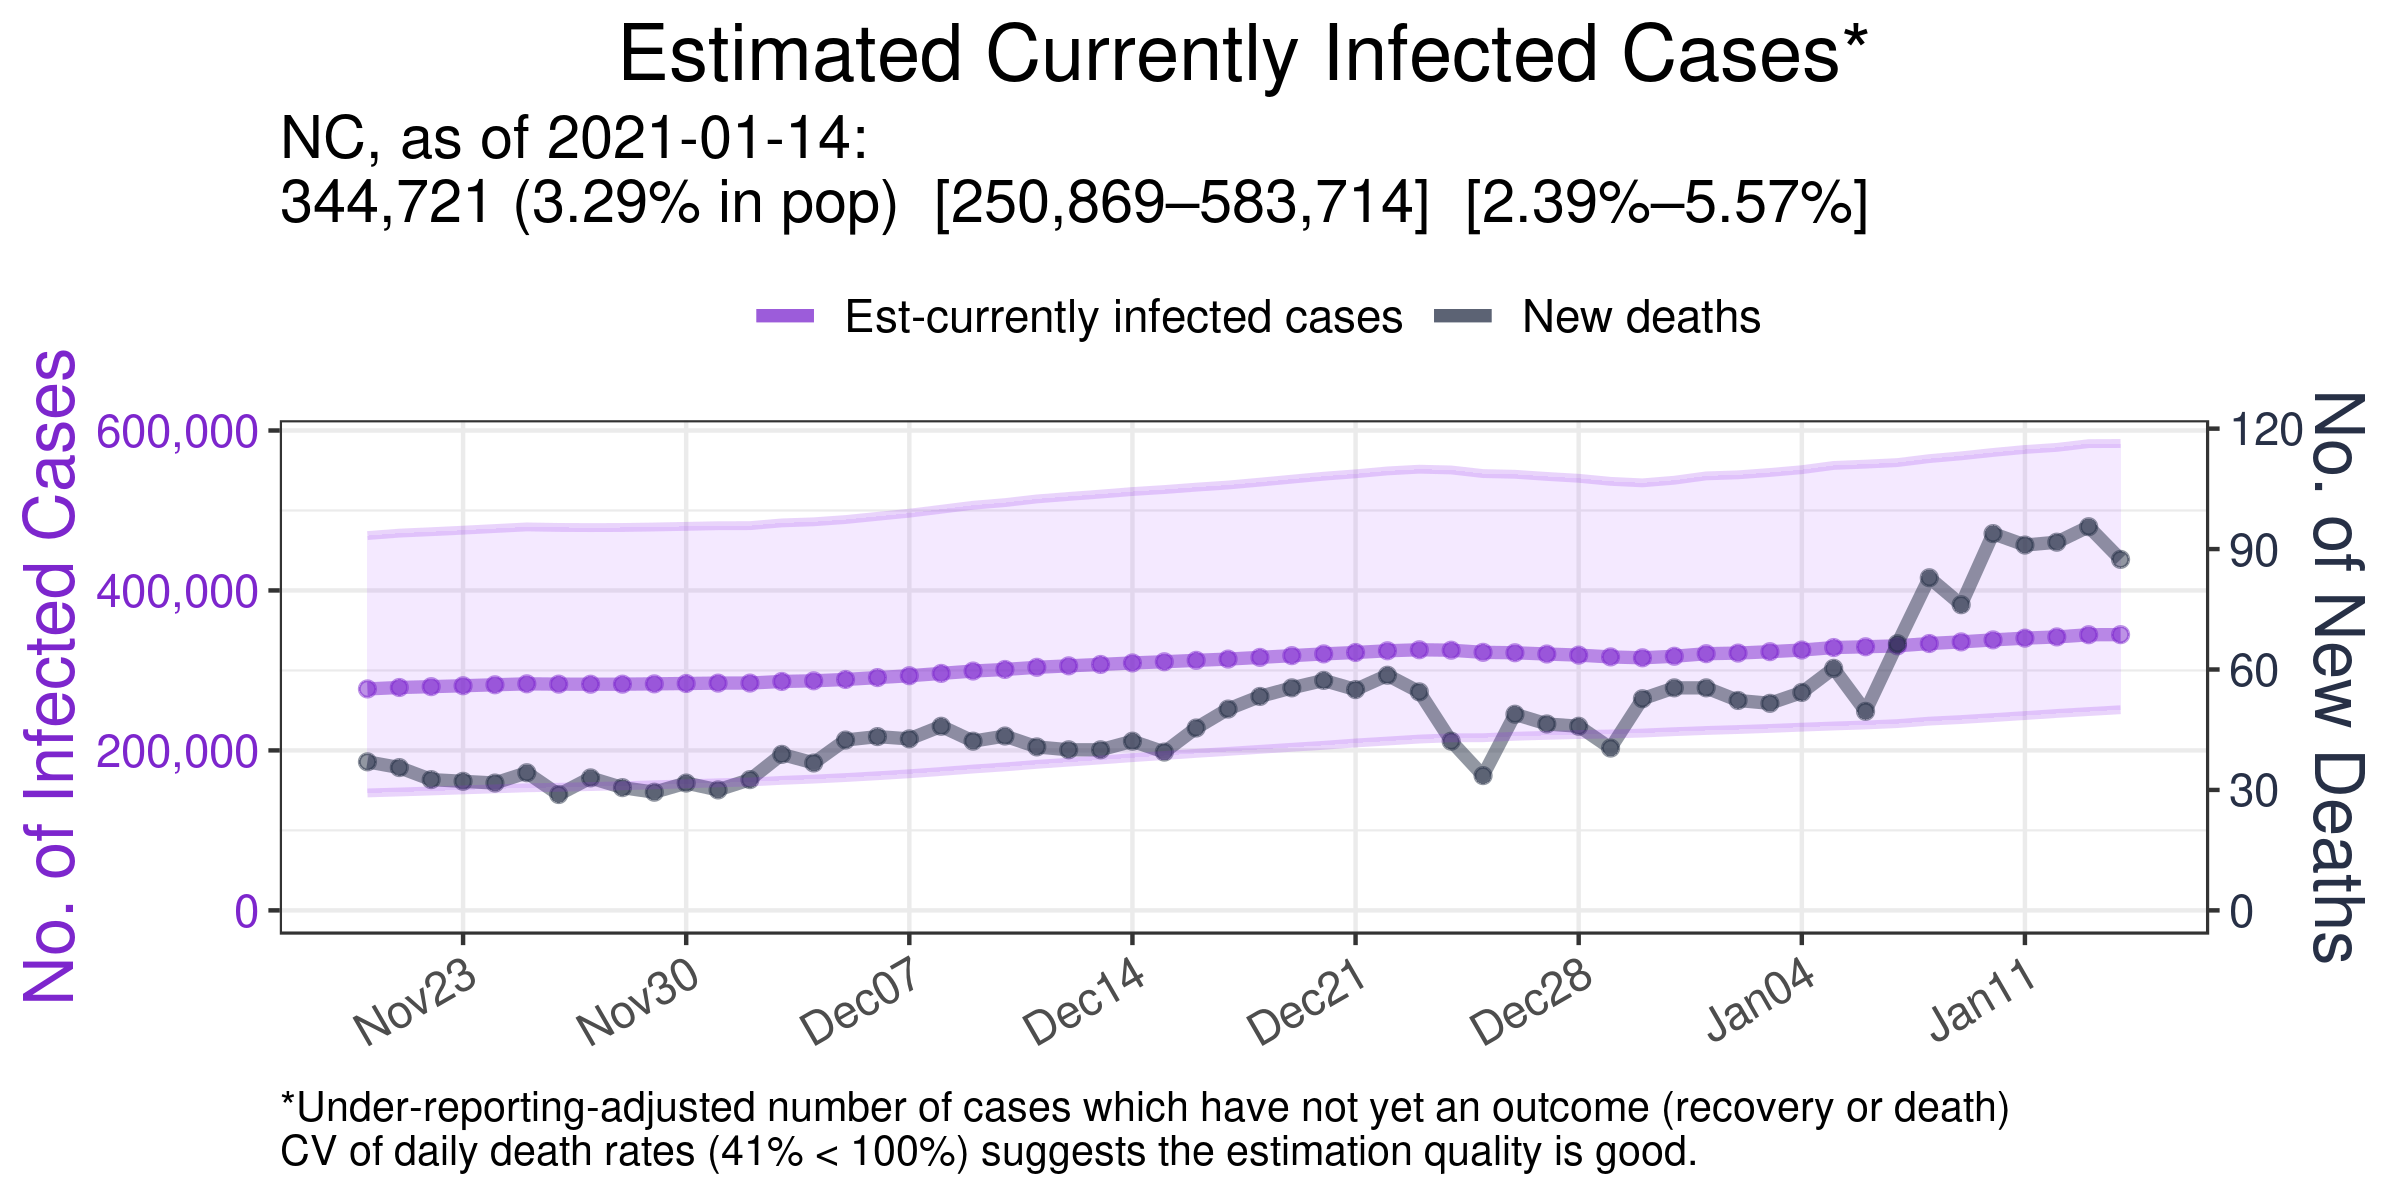 Estimated Currently Infected Cases*
NC, as of 2021-01-14:
344,721 (3.29% in pop)  [250,869–583,714]  [2.39%–5.57%]
Est-currently infected cases
New deaths
No. of Infected Cases
600,000
400,000
200,000
0
120
90
60
30
0
No. of New Deaths
Nov23
Nov30
Dec07
Dec14
Dec21
Dec28
Jan04
Jan11
*Under-reporting-adjusted number of cases which have not yet an outcome (recovery or death)
CV of daily death rates (41% < 100%) suggests the estimation quality is good.